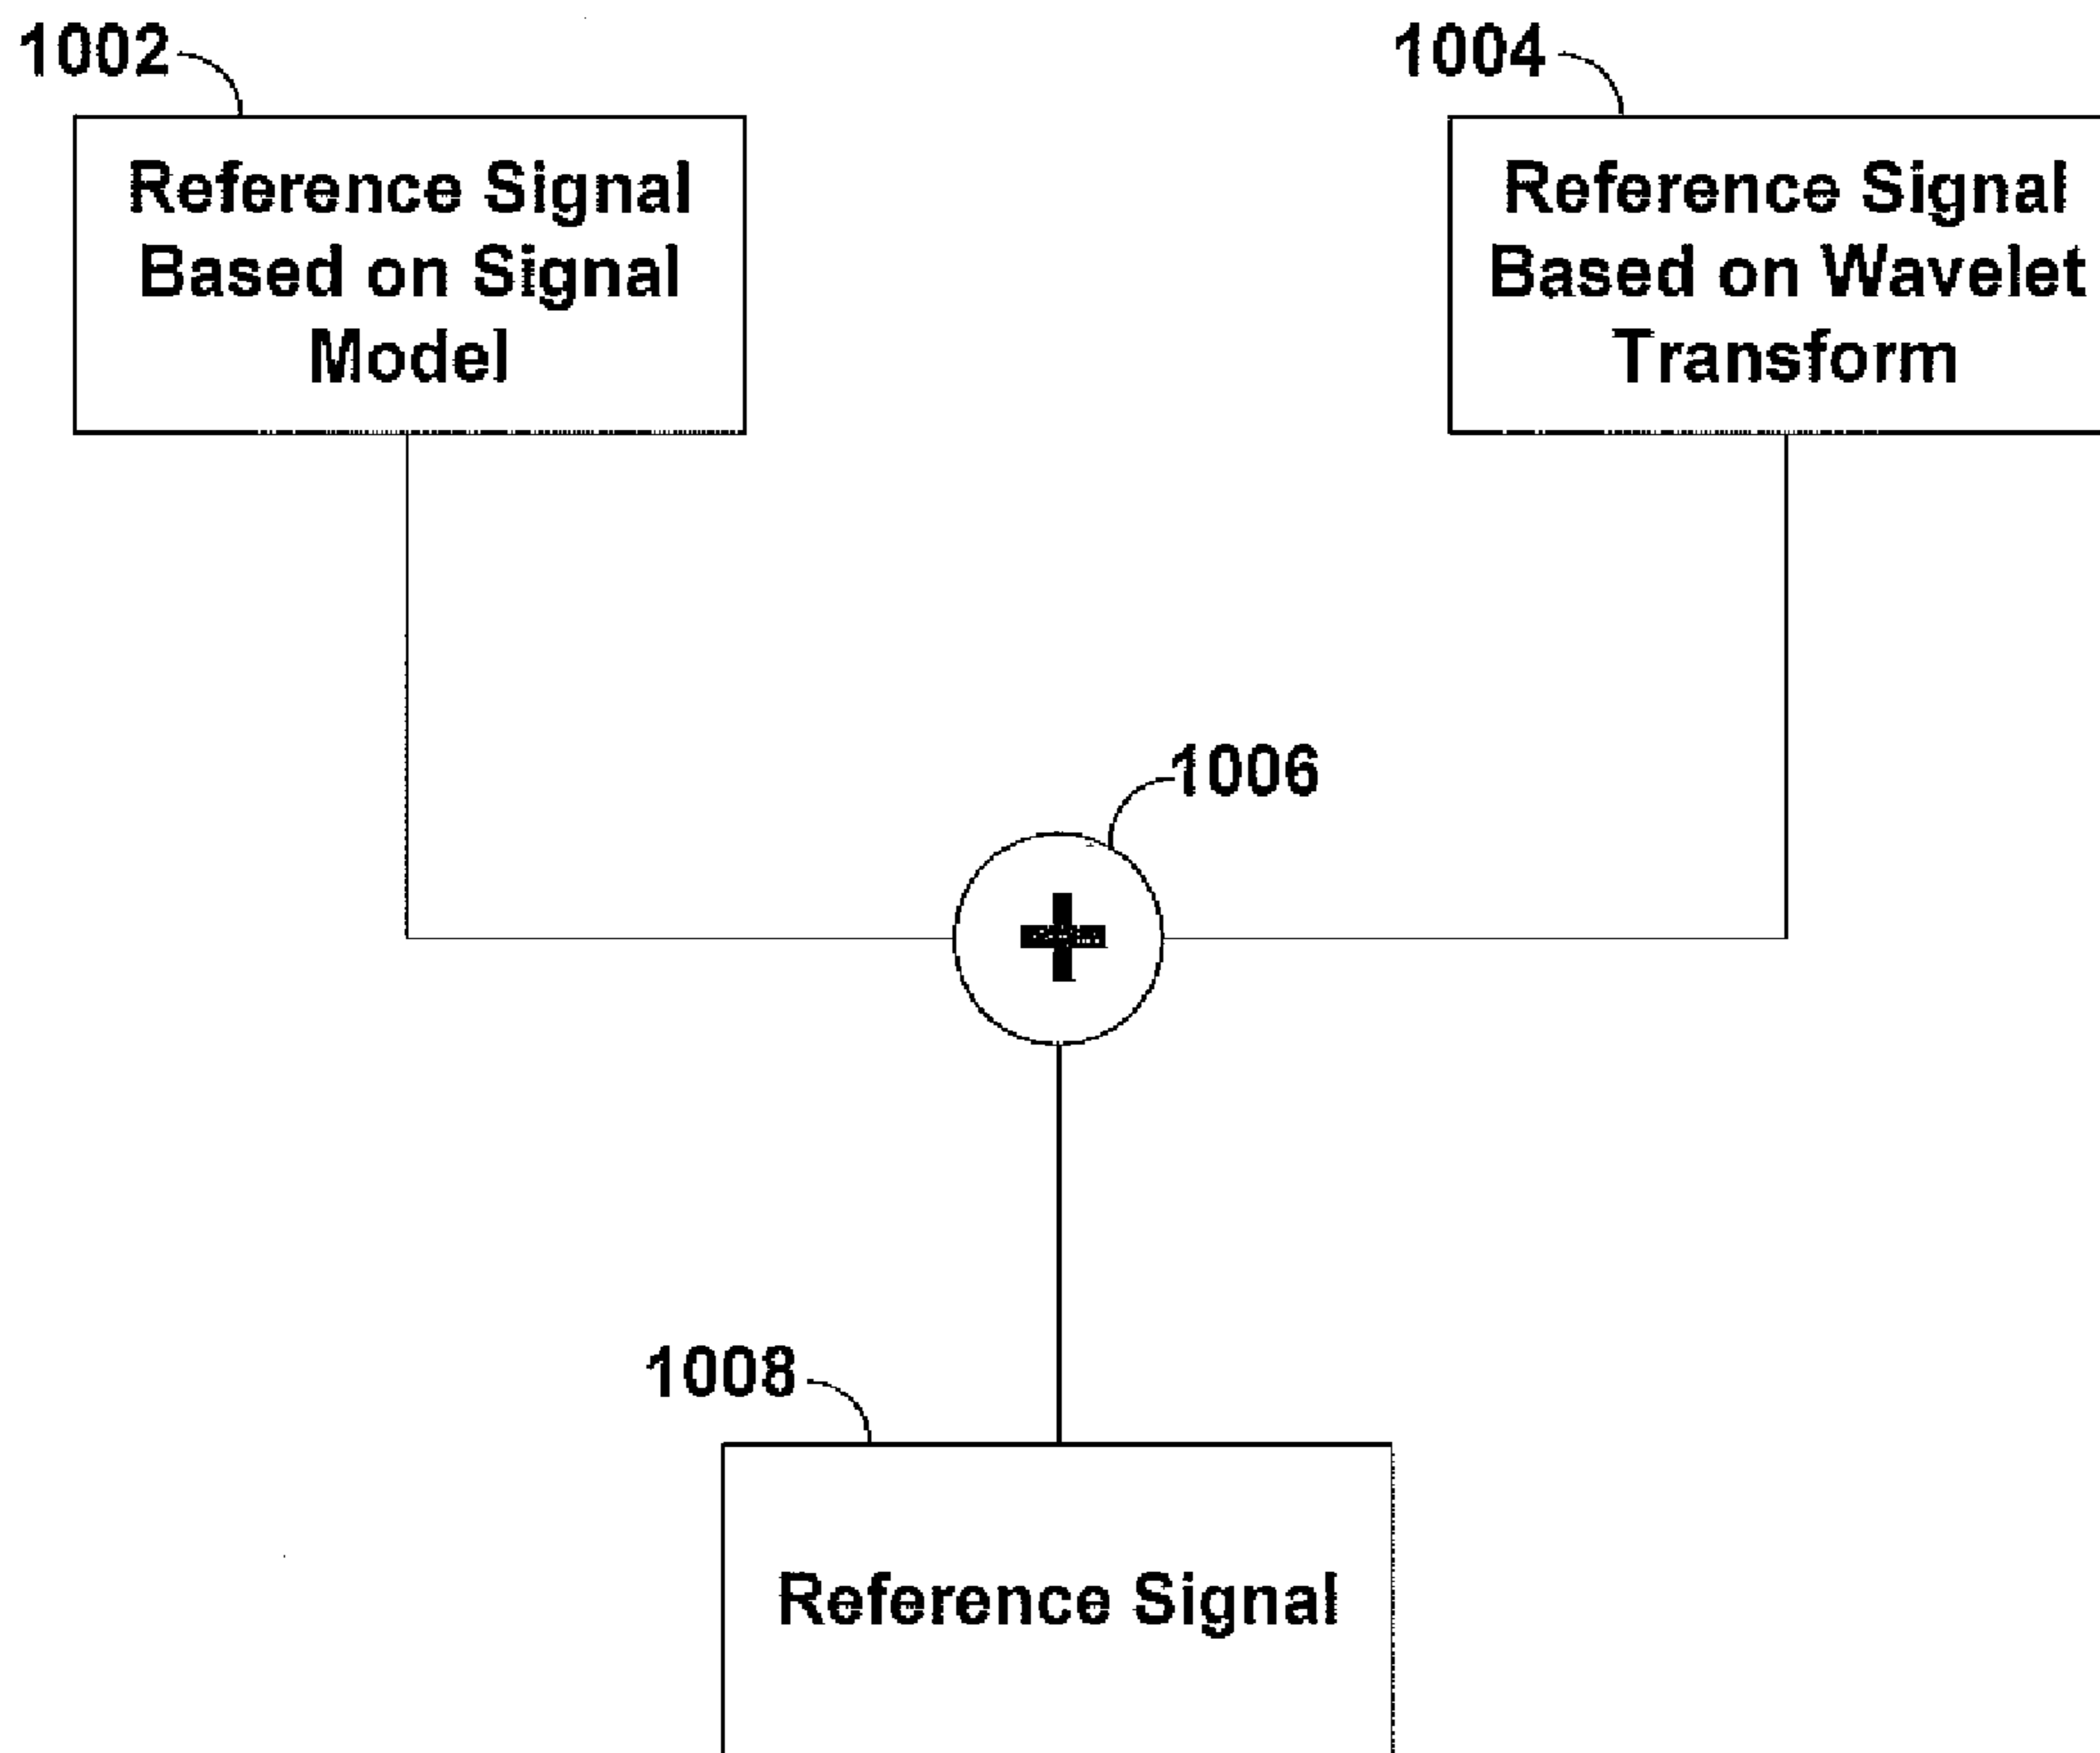 1002
1004
Reference Signal
Based on Signal
Model
Reference Signal
Based on Wavelet
Transform
1006
+
1008
Reference Signal